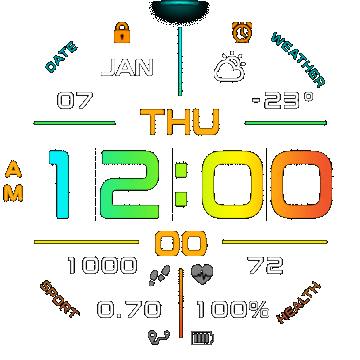 DATE
WEATHER
JAN
07
-23°
THU
AM
12:00
00
1000
72
SPORT
HEALTH
0.70
100%